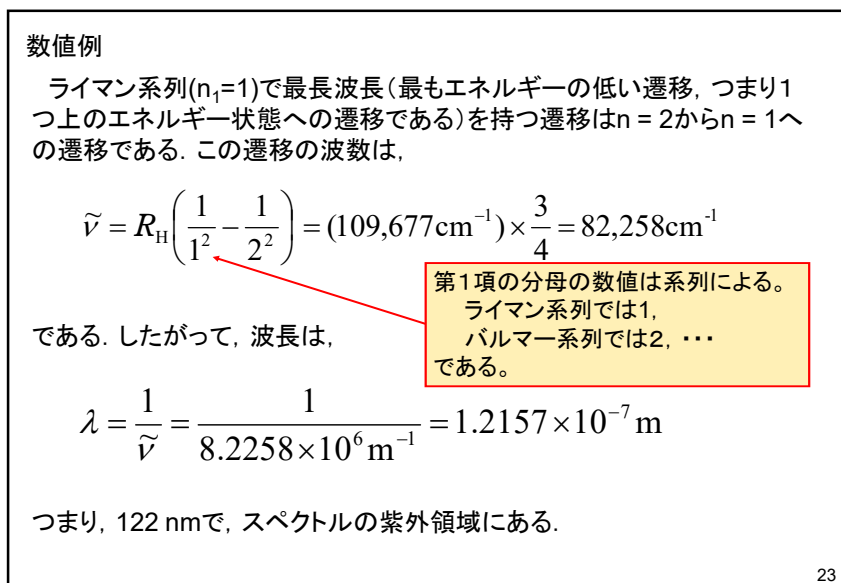 数値例
ライマン系列(n₁=1)で最長波長（最もエネルギーの低い遷移，つまり1
つ上のエネルギー状態への遷移である）を持つ遷移はn = 2からn = 1へ
の遷移である．この遷移の波数は，
ṽ = R_H(1/1² − 1/2²) = (109,677cm⁻¹) × 3/4 = 82,258cm⁻¹
第１項の分母の数値は系列による。
ライマン系列では1，
バルマー系列では２，・・・
である。
である．したがって，波長は，
λ = 1/ṽ = 1/(8.2258×10⁶ m⁻¹) = 1.2157×10⁻⁷ m
つまり，122 nmで，スペクトルの紫外領域にある．
23